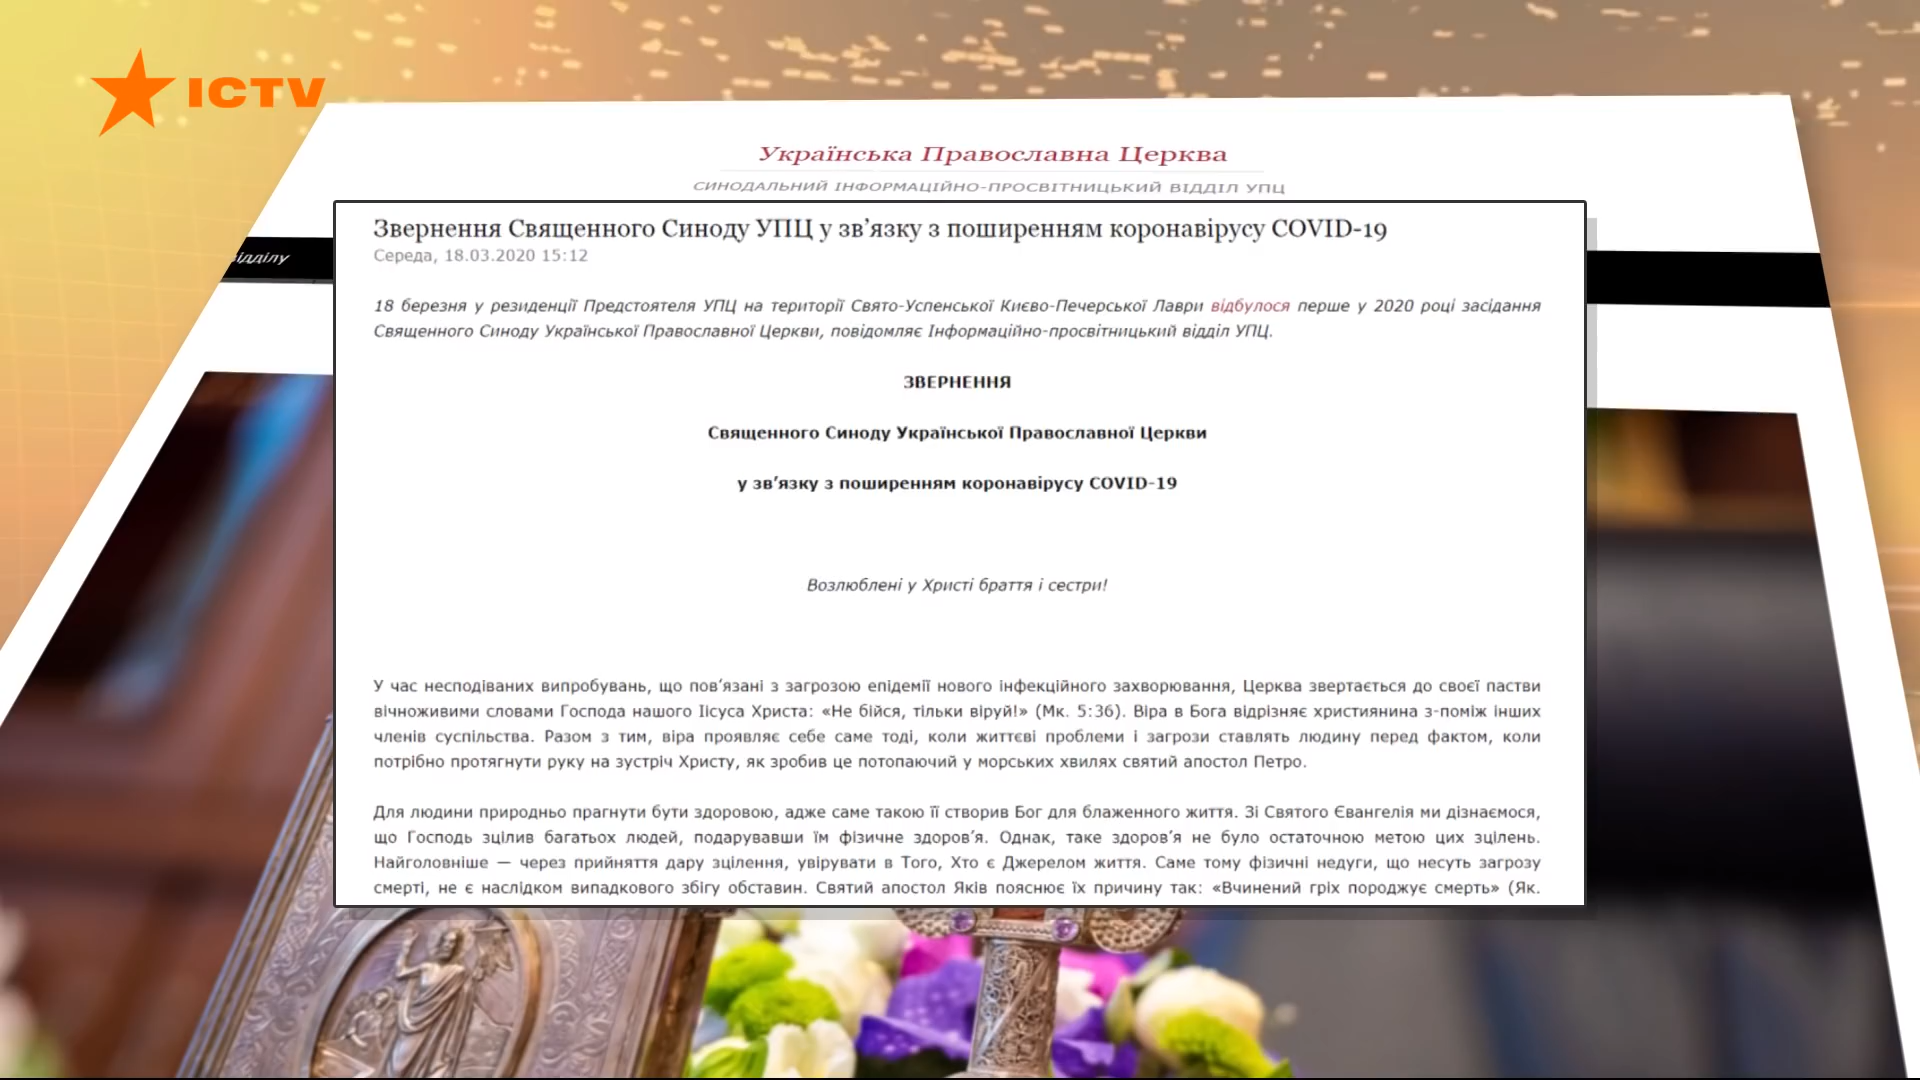 ICTV
Українська Православна Церква
СИНОДАЛЬНИЙ ІНФОРМАЦІЙНО-ПРОСВІТНИЦЬКИЙ ВІДДІЛ УПЦ
Звернення Священного Синоду УПЦ у зв’язку з поширенням коронавірусу COVID-19
Середа, 18.03.2020 15:12
18 березня у резиденції Предстоятеля УПЦ на території Свято-Успенської Києво-Печерської Лаври відбулося перше у 2020 році засідання
Священного Синоду Української Православної Церкви, повідомляє Інформаційно-просвітницький відділ УПЦ.
ЗВЕРНЕННЯ
Священного Синоду Української Православної Церкви
у зв’язку з поширенням коронавірусу COVID-19
Возлюблені у Христі браття і сестри!
У час несподіваних випробувань, що пов’язані з загрозою епідемії нового інфекційного захворювання, Церква звертається до своєї пастви
вічноживими словами Господа нашого Іісуса Христа: «Не бійся, тільки віруй!» (Мк. 5:36). Віра в Бога відрізняє християнина з-поміж інших
членів суспільства. Разом з тим, віра проявляє себе саме тоді, коли життєві проблеми і загрози ставлять людину перед фактом, коли
потрібно протягнути руку на зустріч Христу, як зробив це потопаючий у морських хвилях святий апостол Петро.
Для людини природньо прагнути бути здоровою, адже саме такою її створив Бог для блаженного життя. Зі Святого Євангелія ми дізнаємося,
що Господь зцілив багатьох людей, подарувавши їм фізичне здоров’я. Однак, таке здоров’я не було остаточною метою цих зцілень.
Найголовніше — через прийняття дару зцілення, увірувати в Того, Хто є Джерелом життя. Саме тому фізичні недуги, що несуть загрозу
смерті, не є наслідком випадкового збігу обставин. Святий апостол Яків пояснює їх причину так: «Вчинений гріх породжує смерть» (Як.